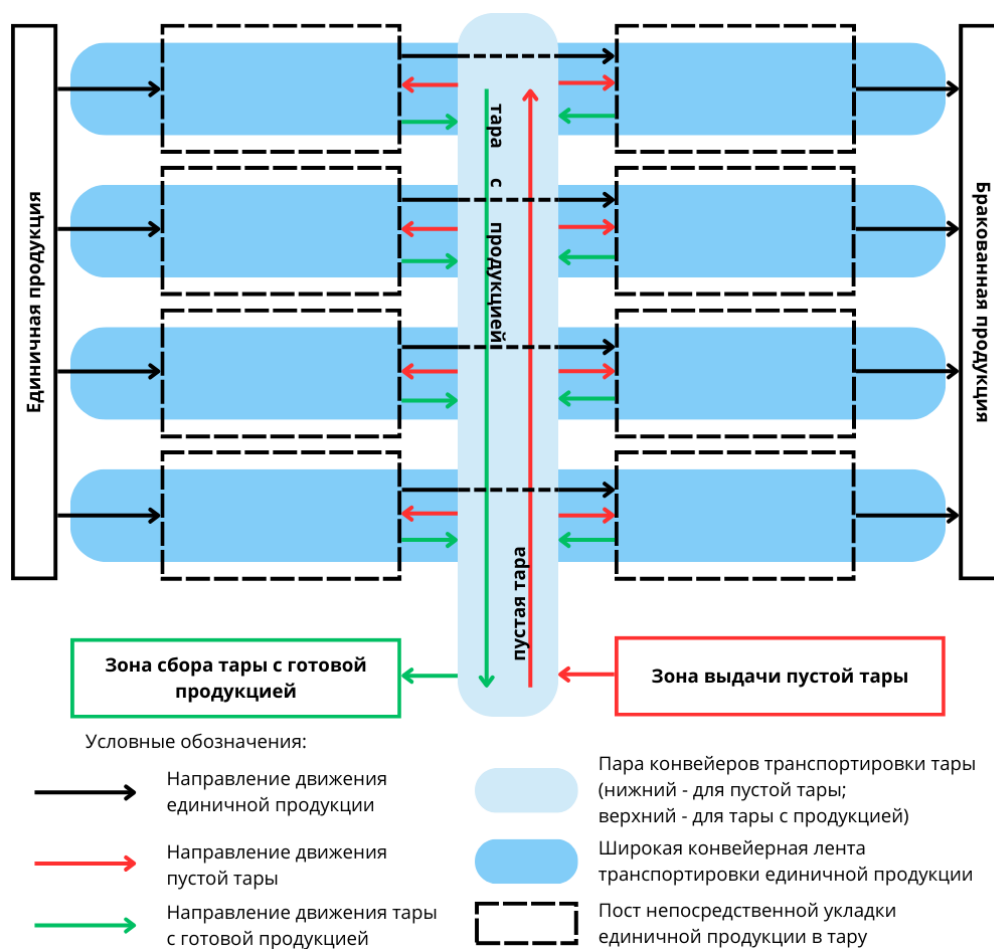 Единичная продукция
тара с продукцией
пустая тара
Бракованная продукция
Зона сбора тары с готовой
продукцией
Зона выдачи пустой тары
Условные обозначения:
Направление движения
единичной продукции
Направление движения
пустой тары
Направление движения тары
с готовой продукцией
Пара конвейеров транспортировки тары
(нижний - для пустой тары;
верхний - для тары с продукцией)
Широкая конвейерная лента
транспортировки единичной продукции
Пост непосредственной укладки
единичной продукции в тару